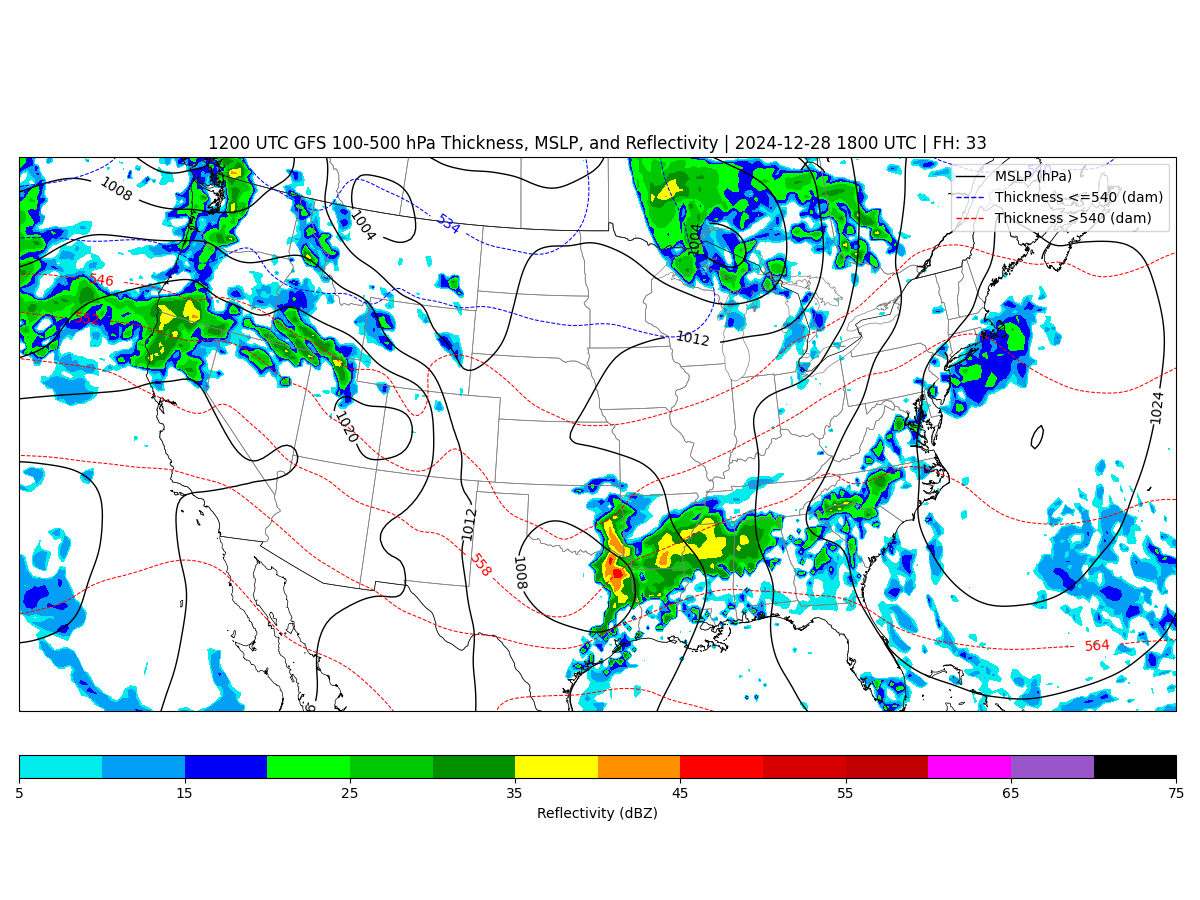 1200 UTC GFS 100-500 hPa Thickness, MSLP, and Reflectivity | 2024-12-28 1800 UTC | FH: 33
MSLP (hPa)
Thickness <=540 (dam)
Thickness >540 (dam)
1008
1004
534
1004
546
1012
1024
1020
1012
558
1008
564
5 15 25 35 45 55 65 75
Reflectivity (dBZ)